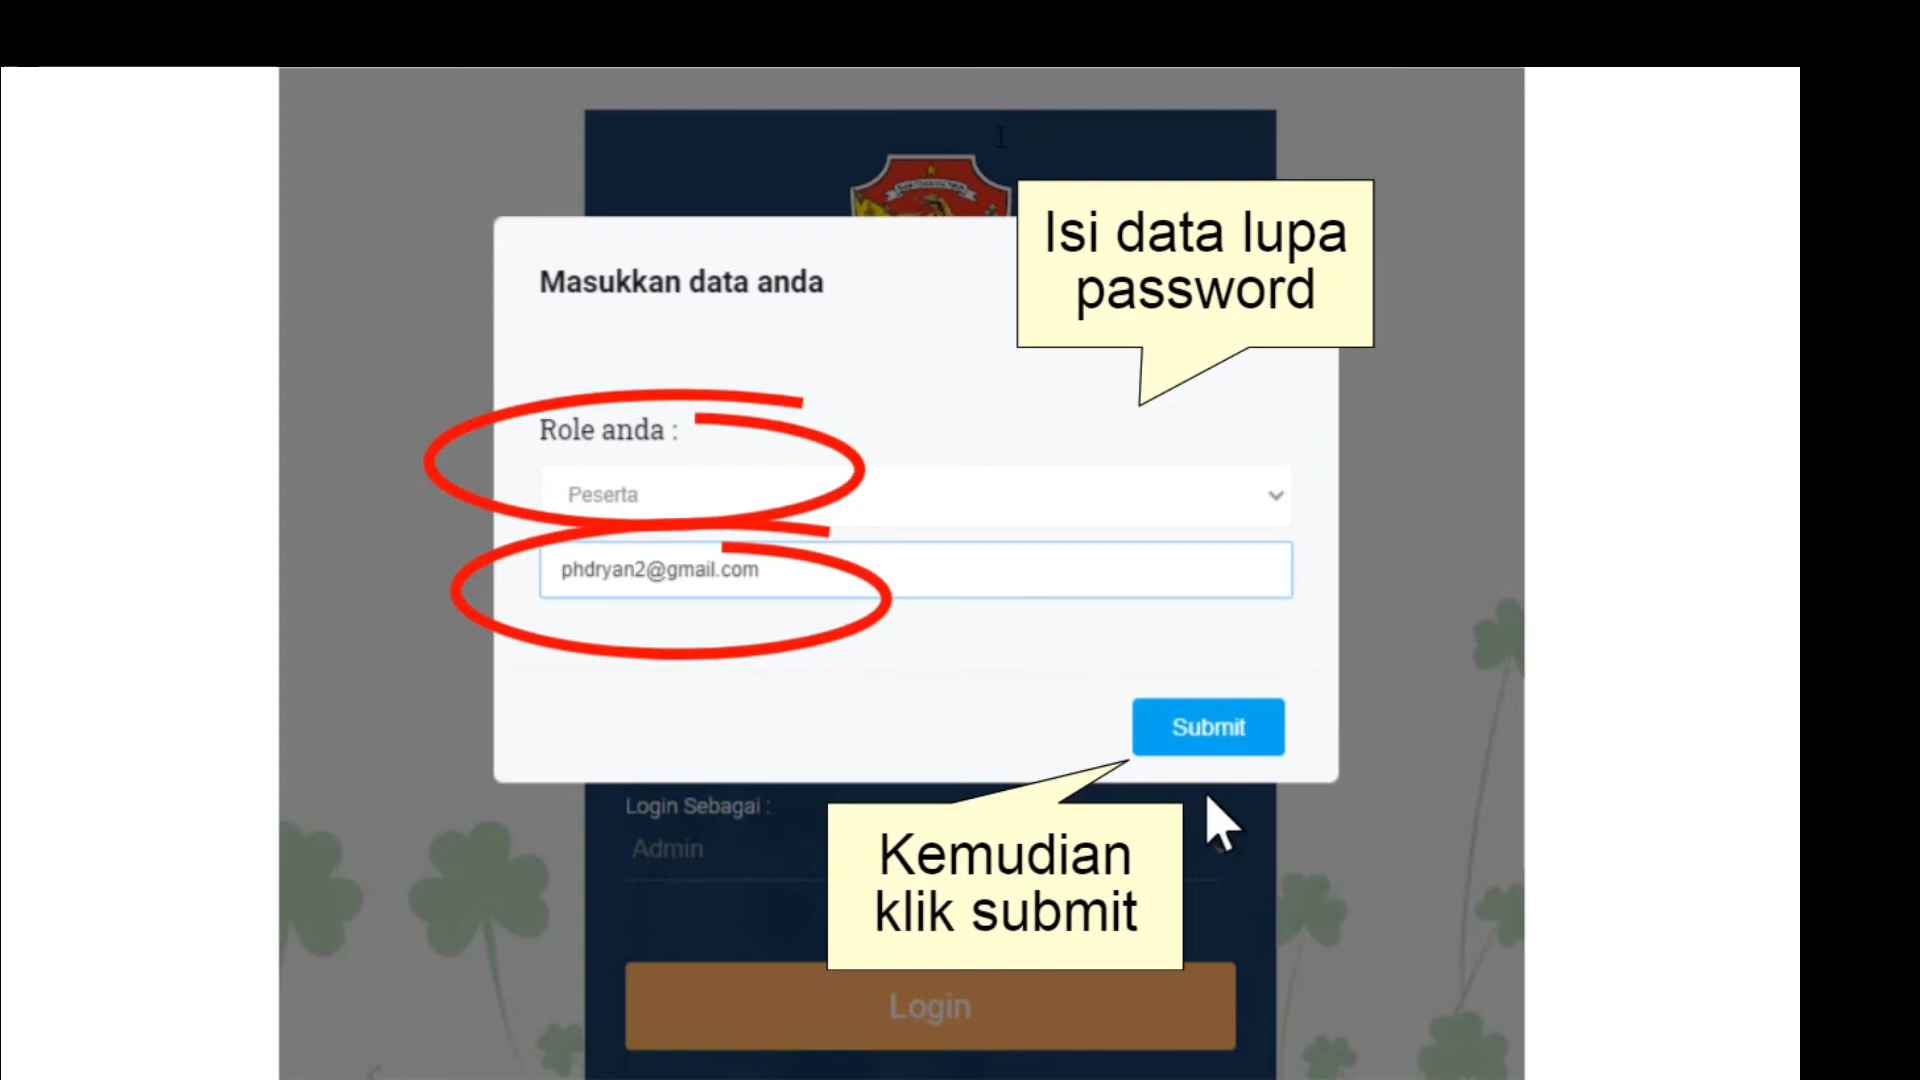 Isi data lupa
password
Masukkan data anda
Role anda :
Peserta
phdryan2@gmail.com
Submit
Login Sebagai :
Admin
Kemudian
klik submit
Login